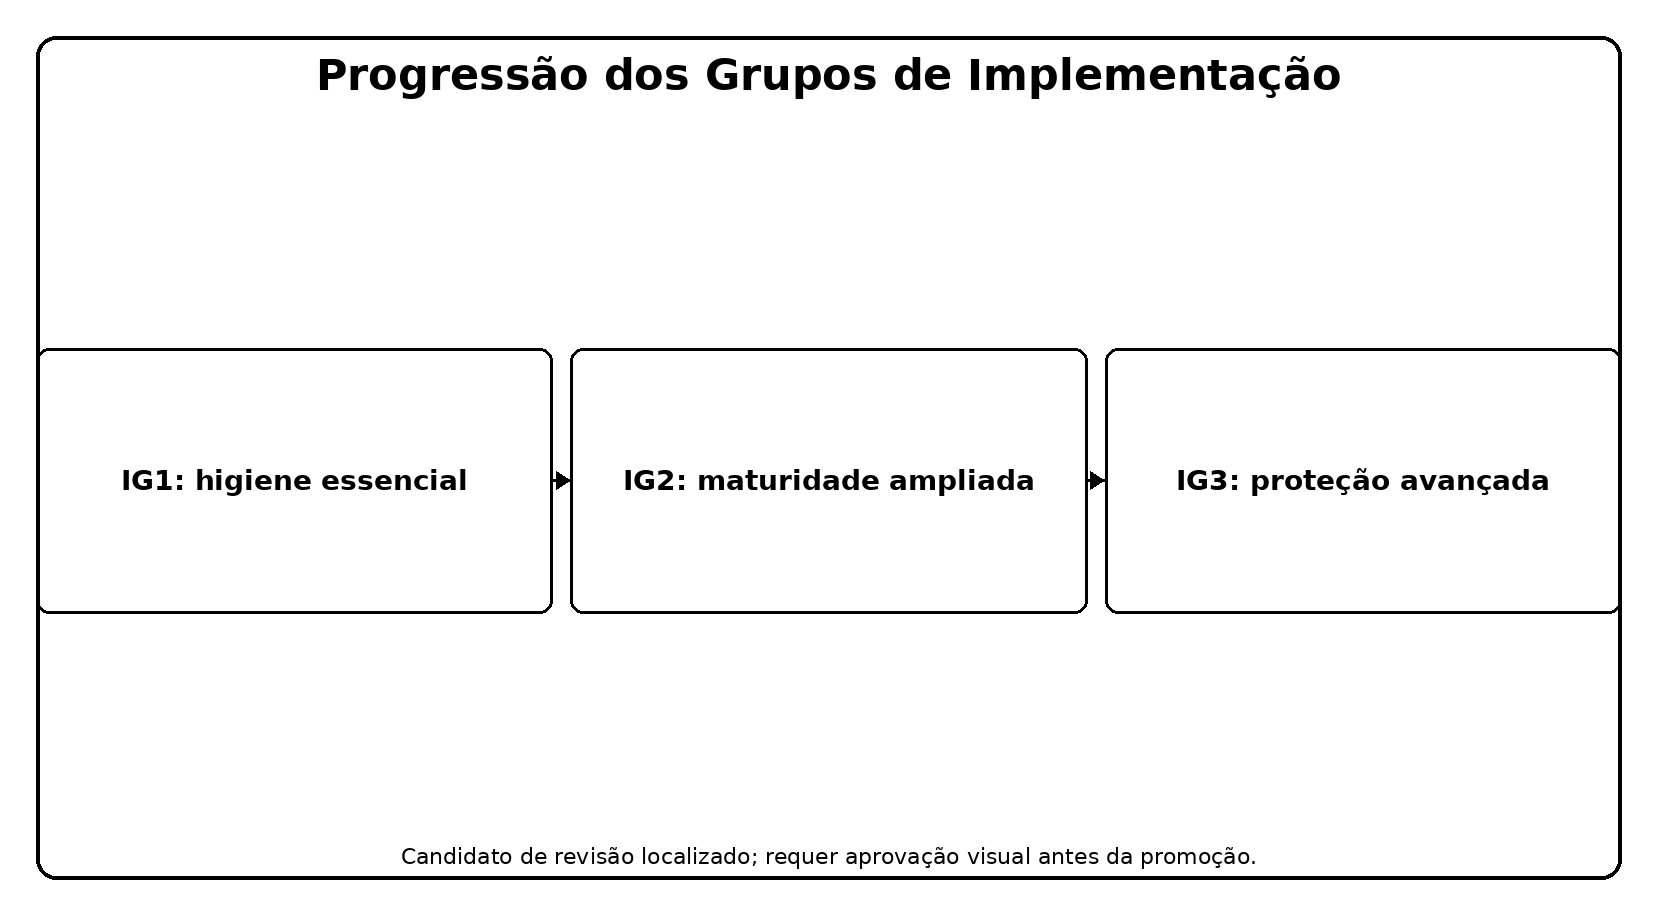 Progressão dos Grupos de Implementação
IG1: higiene essencial
IG2: maturidade ampliada
IG3: proteção avançada
Candidato de revisão localizado; requer aprovação visual antes da promoção.